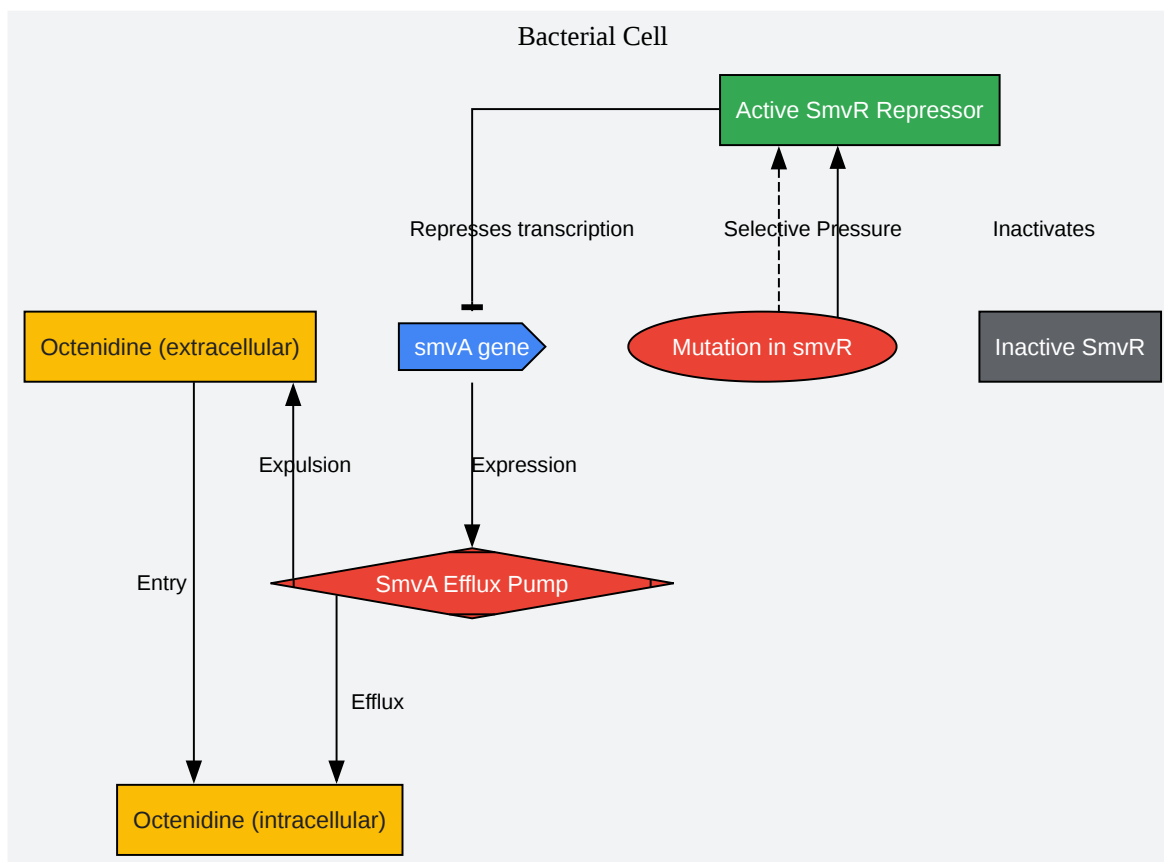 Bacterial Cell
Active SmvR Repressor
Represses transcription
Selective Pressure
Inactivates
Octenidine (extracellular)
smvA gene
Mutation in smvR
Inactive SmvR
Expulsion
Expression
Entry
SmvA Efflux Pump
Efflux
Octenidine (intracellular)